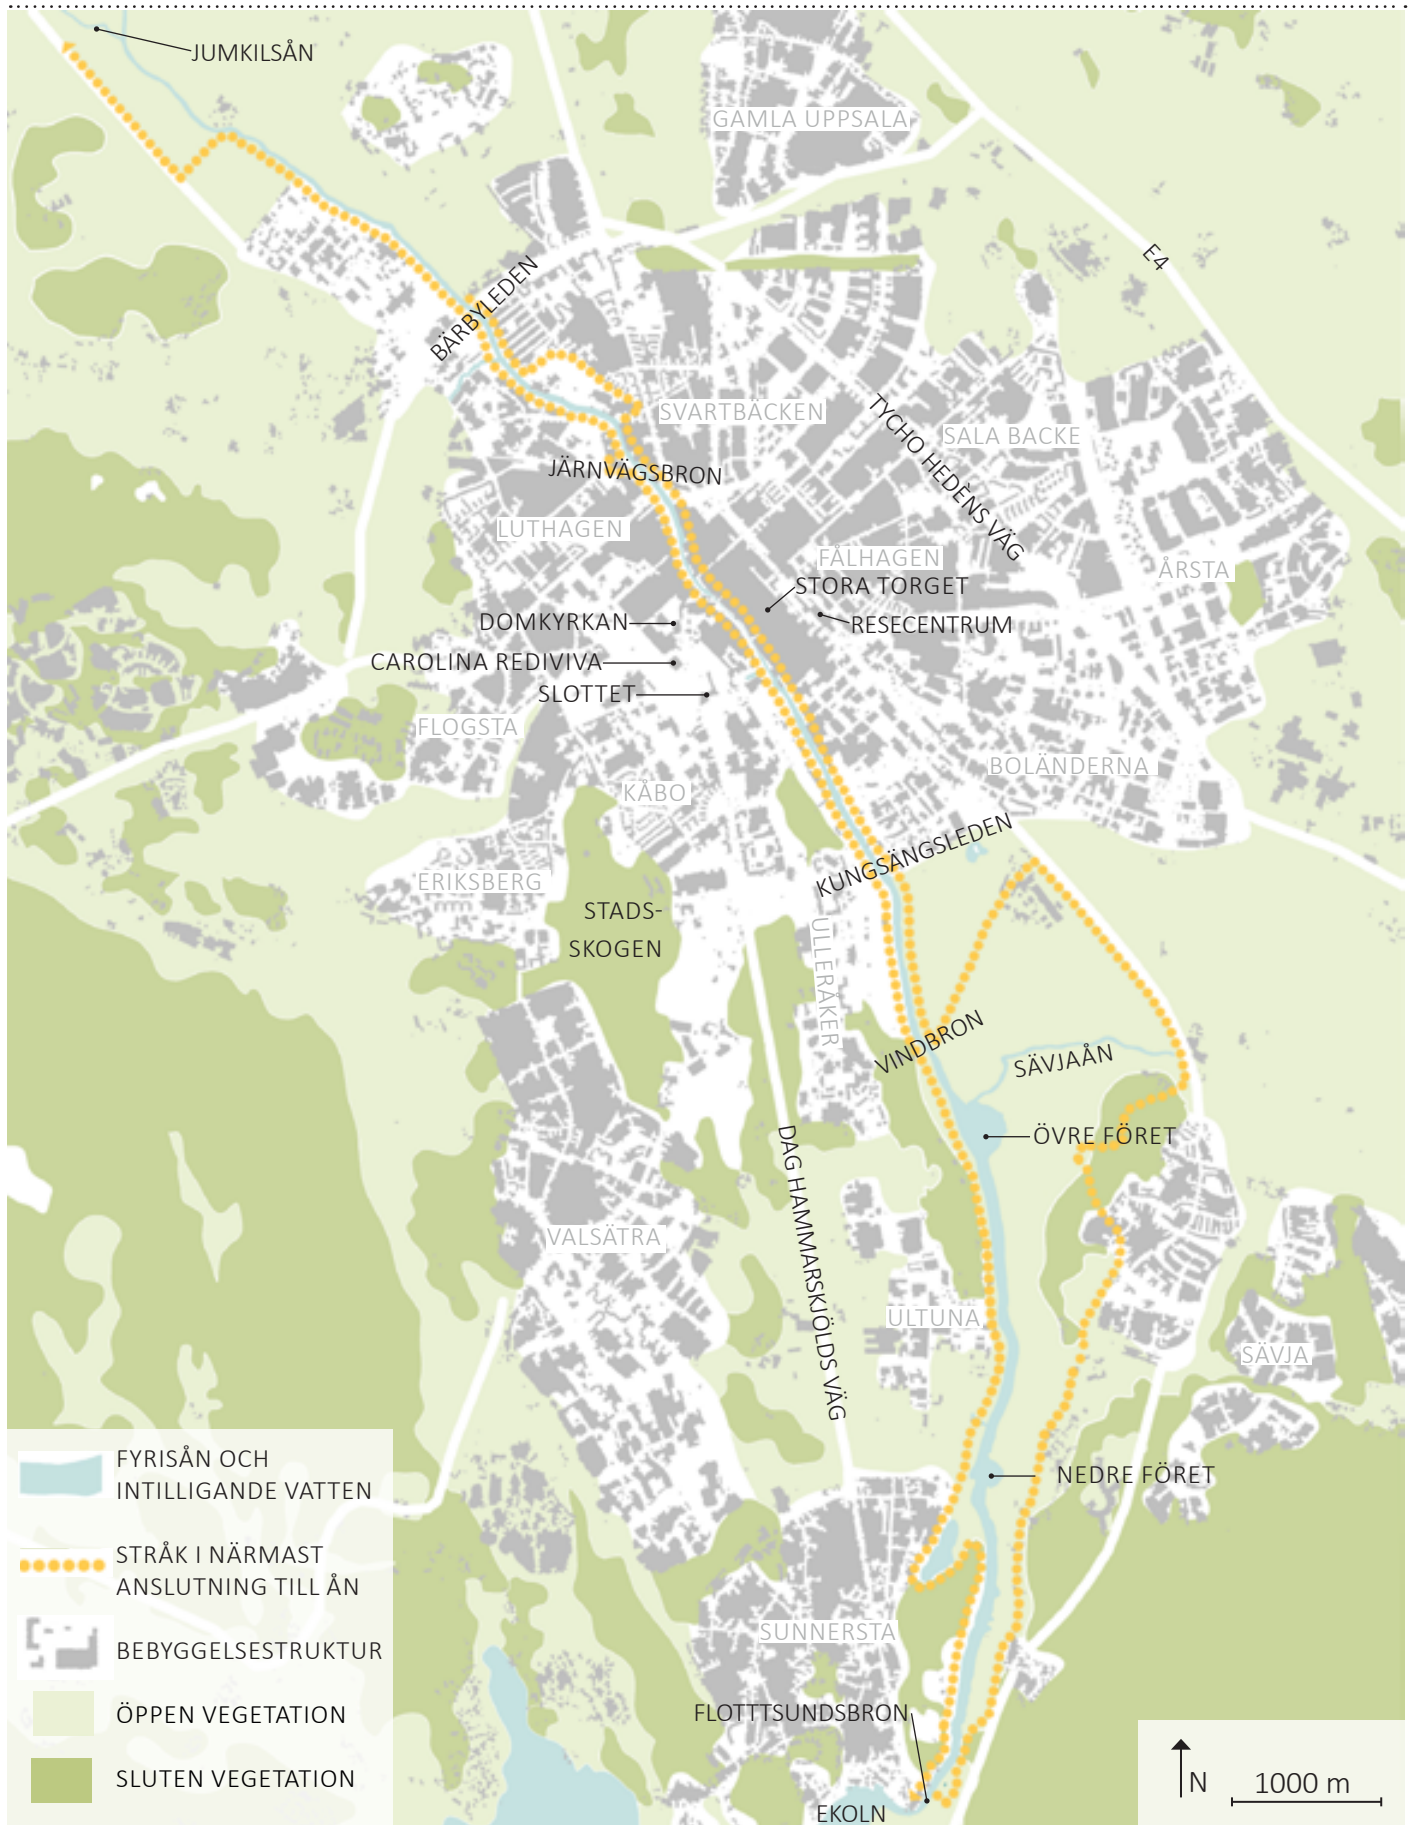 JUMKILSÅN
GAMLA UPPSALA
E4
BÄRBYLEDEN
SVARTBÄCKEN
TYCHO HEDÈNS VÄG
SALA BACKE
JÄRNVÄGSBRON
LUTHAGEN
FÅLHAGEN
ÅRSTA
STORA TORGET
DOMKYRKAN
RESECENTRUM
CAROLINA REDIVIVA
SLOTTET
FLOGSTA
BOLÄNDERNA
KÅBO
KUNGSÄNGSLEDEN
ERIKSBERG
STADS-
SKOGEN
ULLERÅKER
VINDBRON
SÄVJAÅN
ÖVRE FÖRET
DAG HAMMARSKJÖLDS VÄG
VALSÄTRA
ULTUNA
SÄVJA
NEDRE FÖRET
SUNNERSTA
FLOTTTSUNDSBRON
EKOLN
FYRISÅN OCH
INTILLIGANDE VATTEN
STRÅK I NÄRMAST
ANSLUTNING TILL ÅN
BEBYGGELSESTRUKTUR
ÖPPEN VEGETATION
SLUTEN VEGETATION
N
1000 m